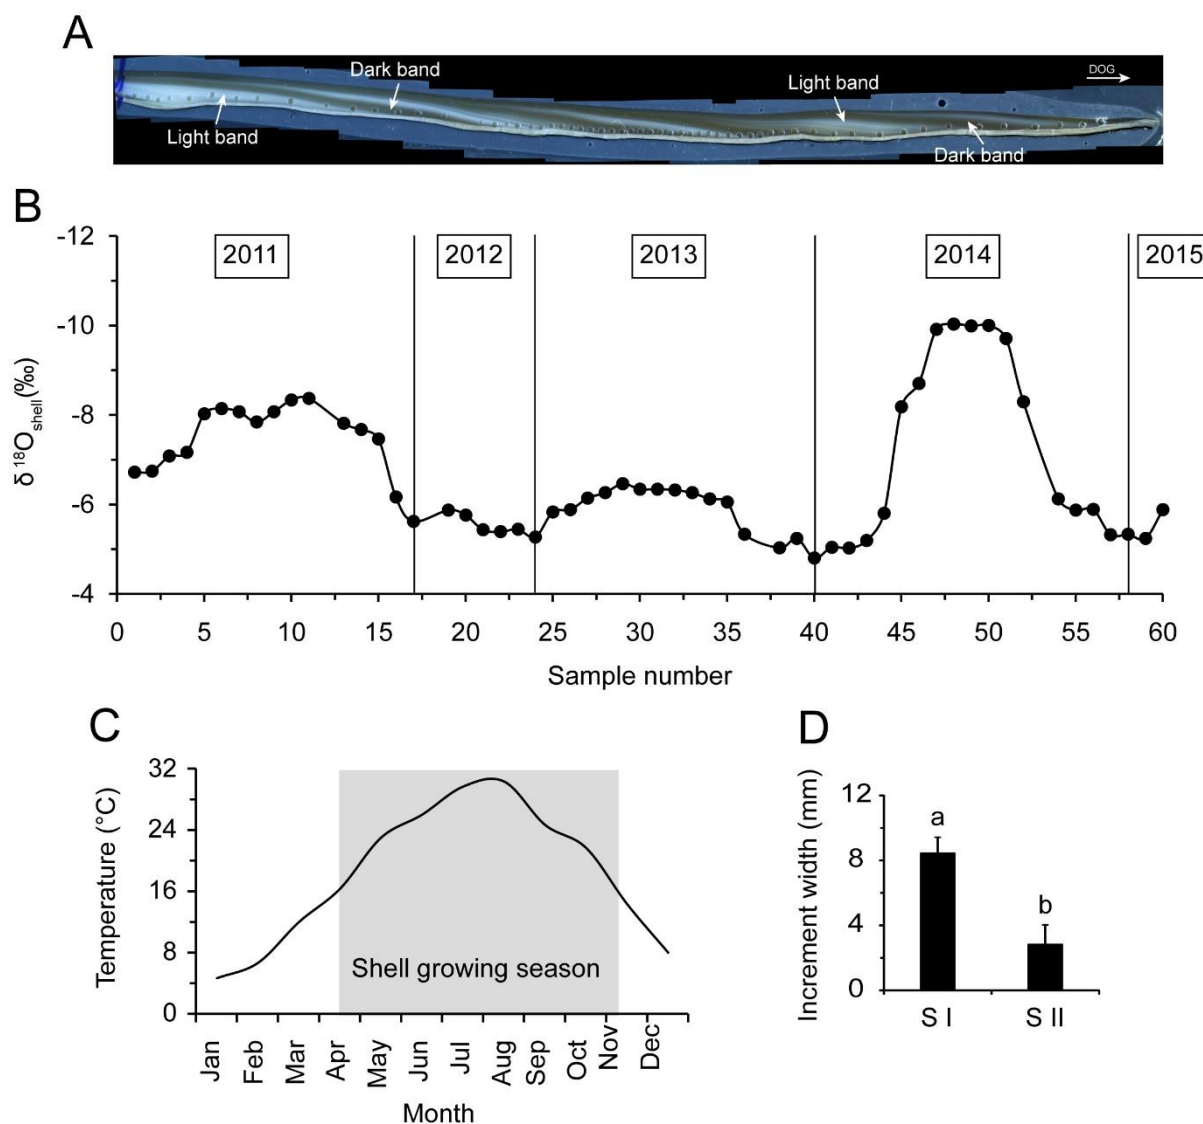 A
Dark band
Light band
DOG
Light band
Dark band
B
-12
-10
-8
-6
-4
δ ¹⁸O shell (‰)
2011
2012
2013
2014
2015
0 5 10 15 20 25 30 35 40 45 50 55 60
Sample number
C
32
24
16
8
0
Temperature (°C)
Shell growing season
Jan Feb Mar Apr May Jun Jul Aug Sep Oct Nov Dec
Month
D
12
8
4
0
Increment width (mm)
a
b
S I
S II